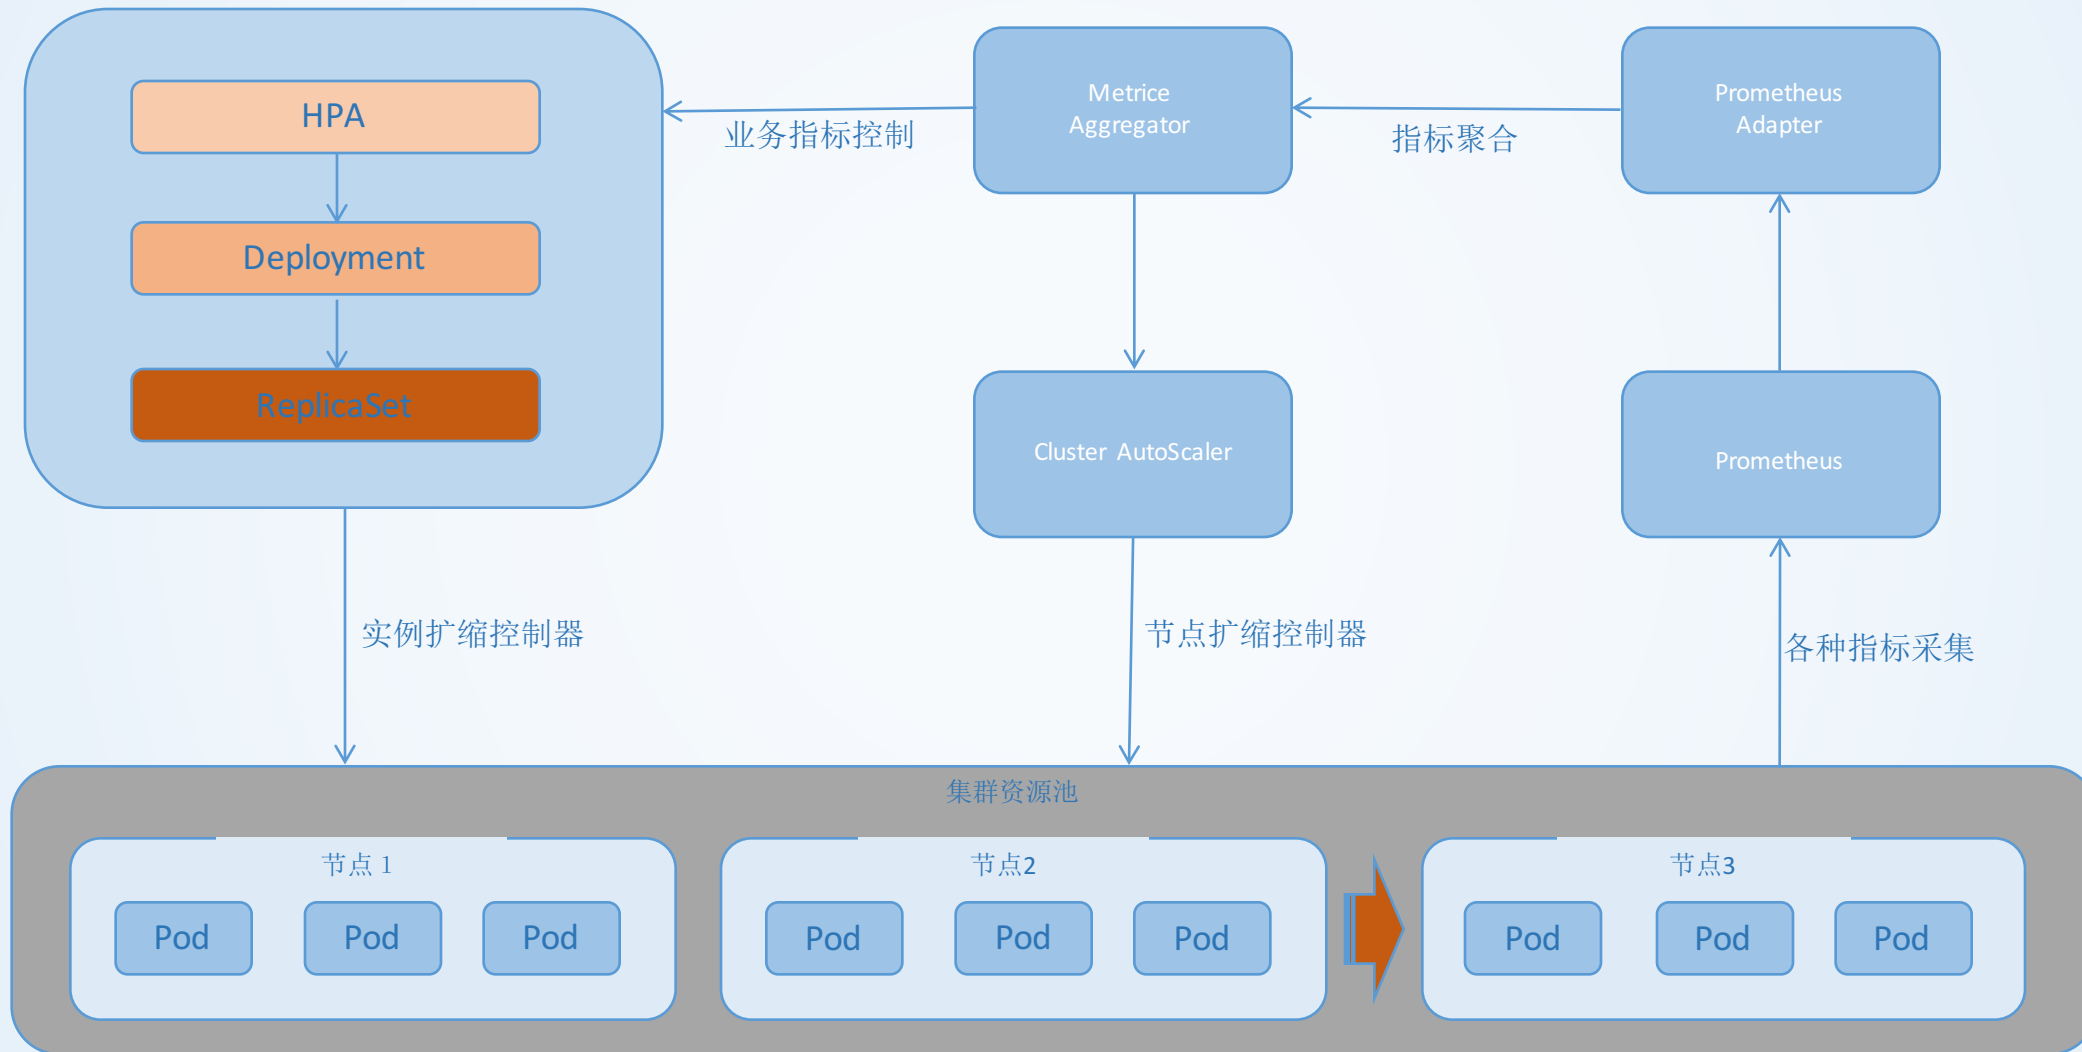 HPA
Deployment
ReplicaSet
业务指标控制
Metrice
Aggregator
指标聚合
Prometheus
Adapter
Cluster AutoScaler
Prometheus
实例扩缩控制器
节点扩缩控制器
各种指标采集
集群资源池
节点 1
Pod
Pod
Pod
节点2
Pod
Pod
Pod
节点3
Pod
Pod
Pod